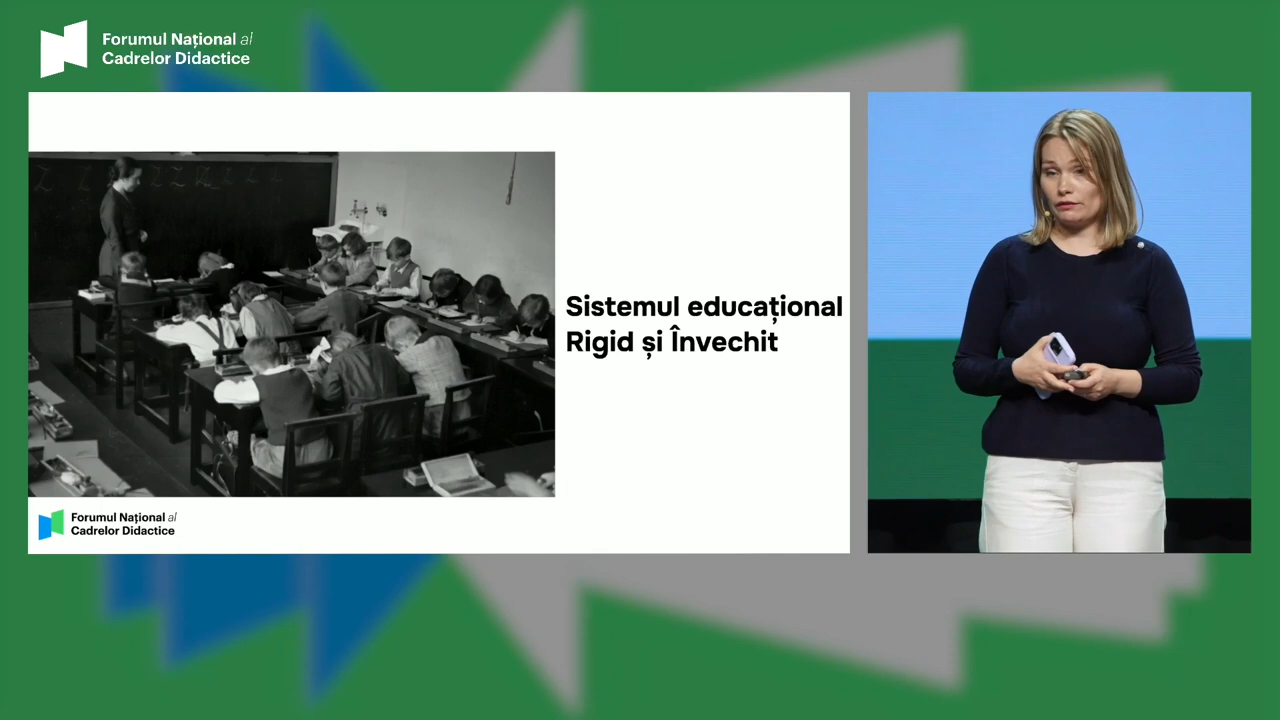 Forumul Național al
Cadrelor Didactice
Sistemul educațional
Rigid și Învechit
Forumul Național al
Cadrelor Didactice